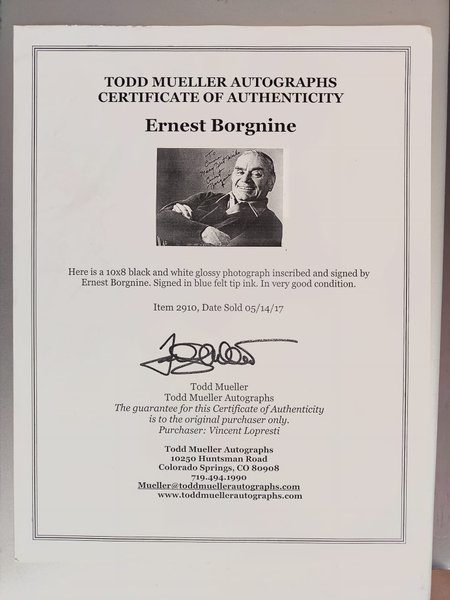 TODD MUELLER AUTOGRAPHS
CERTIFICATE OF AUTHENTICITY
Ernest Borgnine
To
Here is a 10x8 black and white glossy photograph inscribed and signed by
Ernest Borgnine. Signed in blue felt tip ink. In very good condition.
Item 2910, Date Sold 05/14/17
Todd Mueller
Todd Mueller Autographs
The guarantee for this Certificate of Authenticity
is to the original purchaser only.
Purchaser: Vincent Lopresti
Todd Mueller Autographs
10250 Huntsman Road
Colorado Springs, CO 80908
719.494.1990
Mueller@toddmuellerautographs.com
www.toddmuellerautographs.com